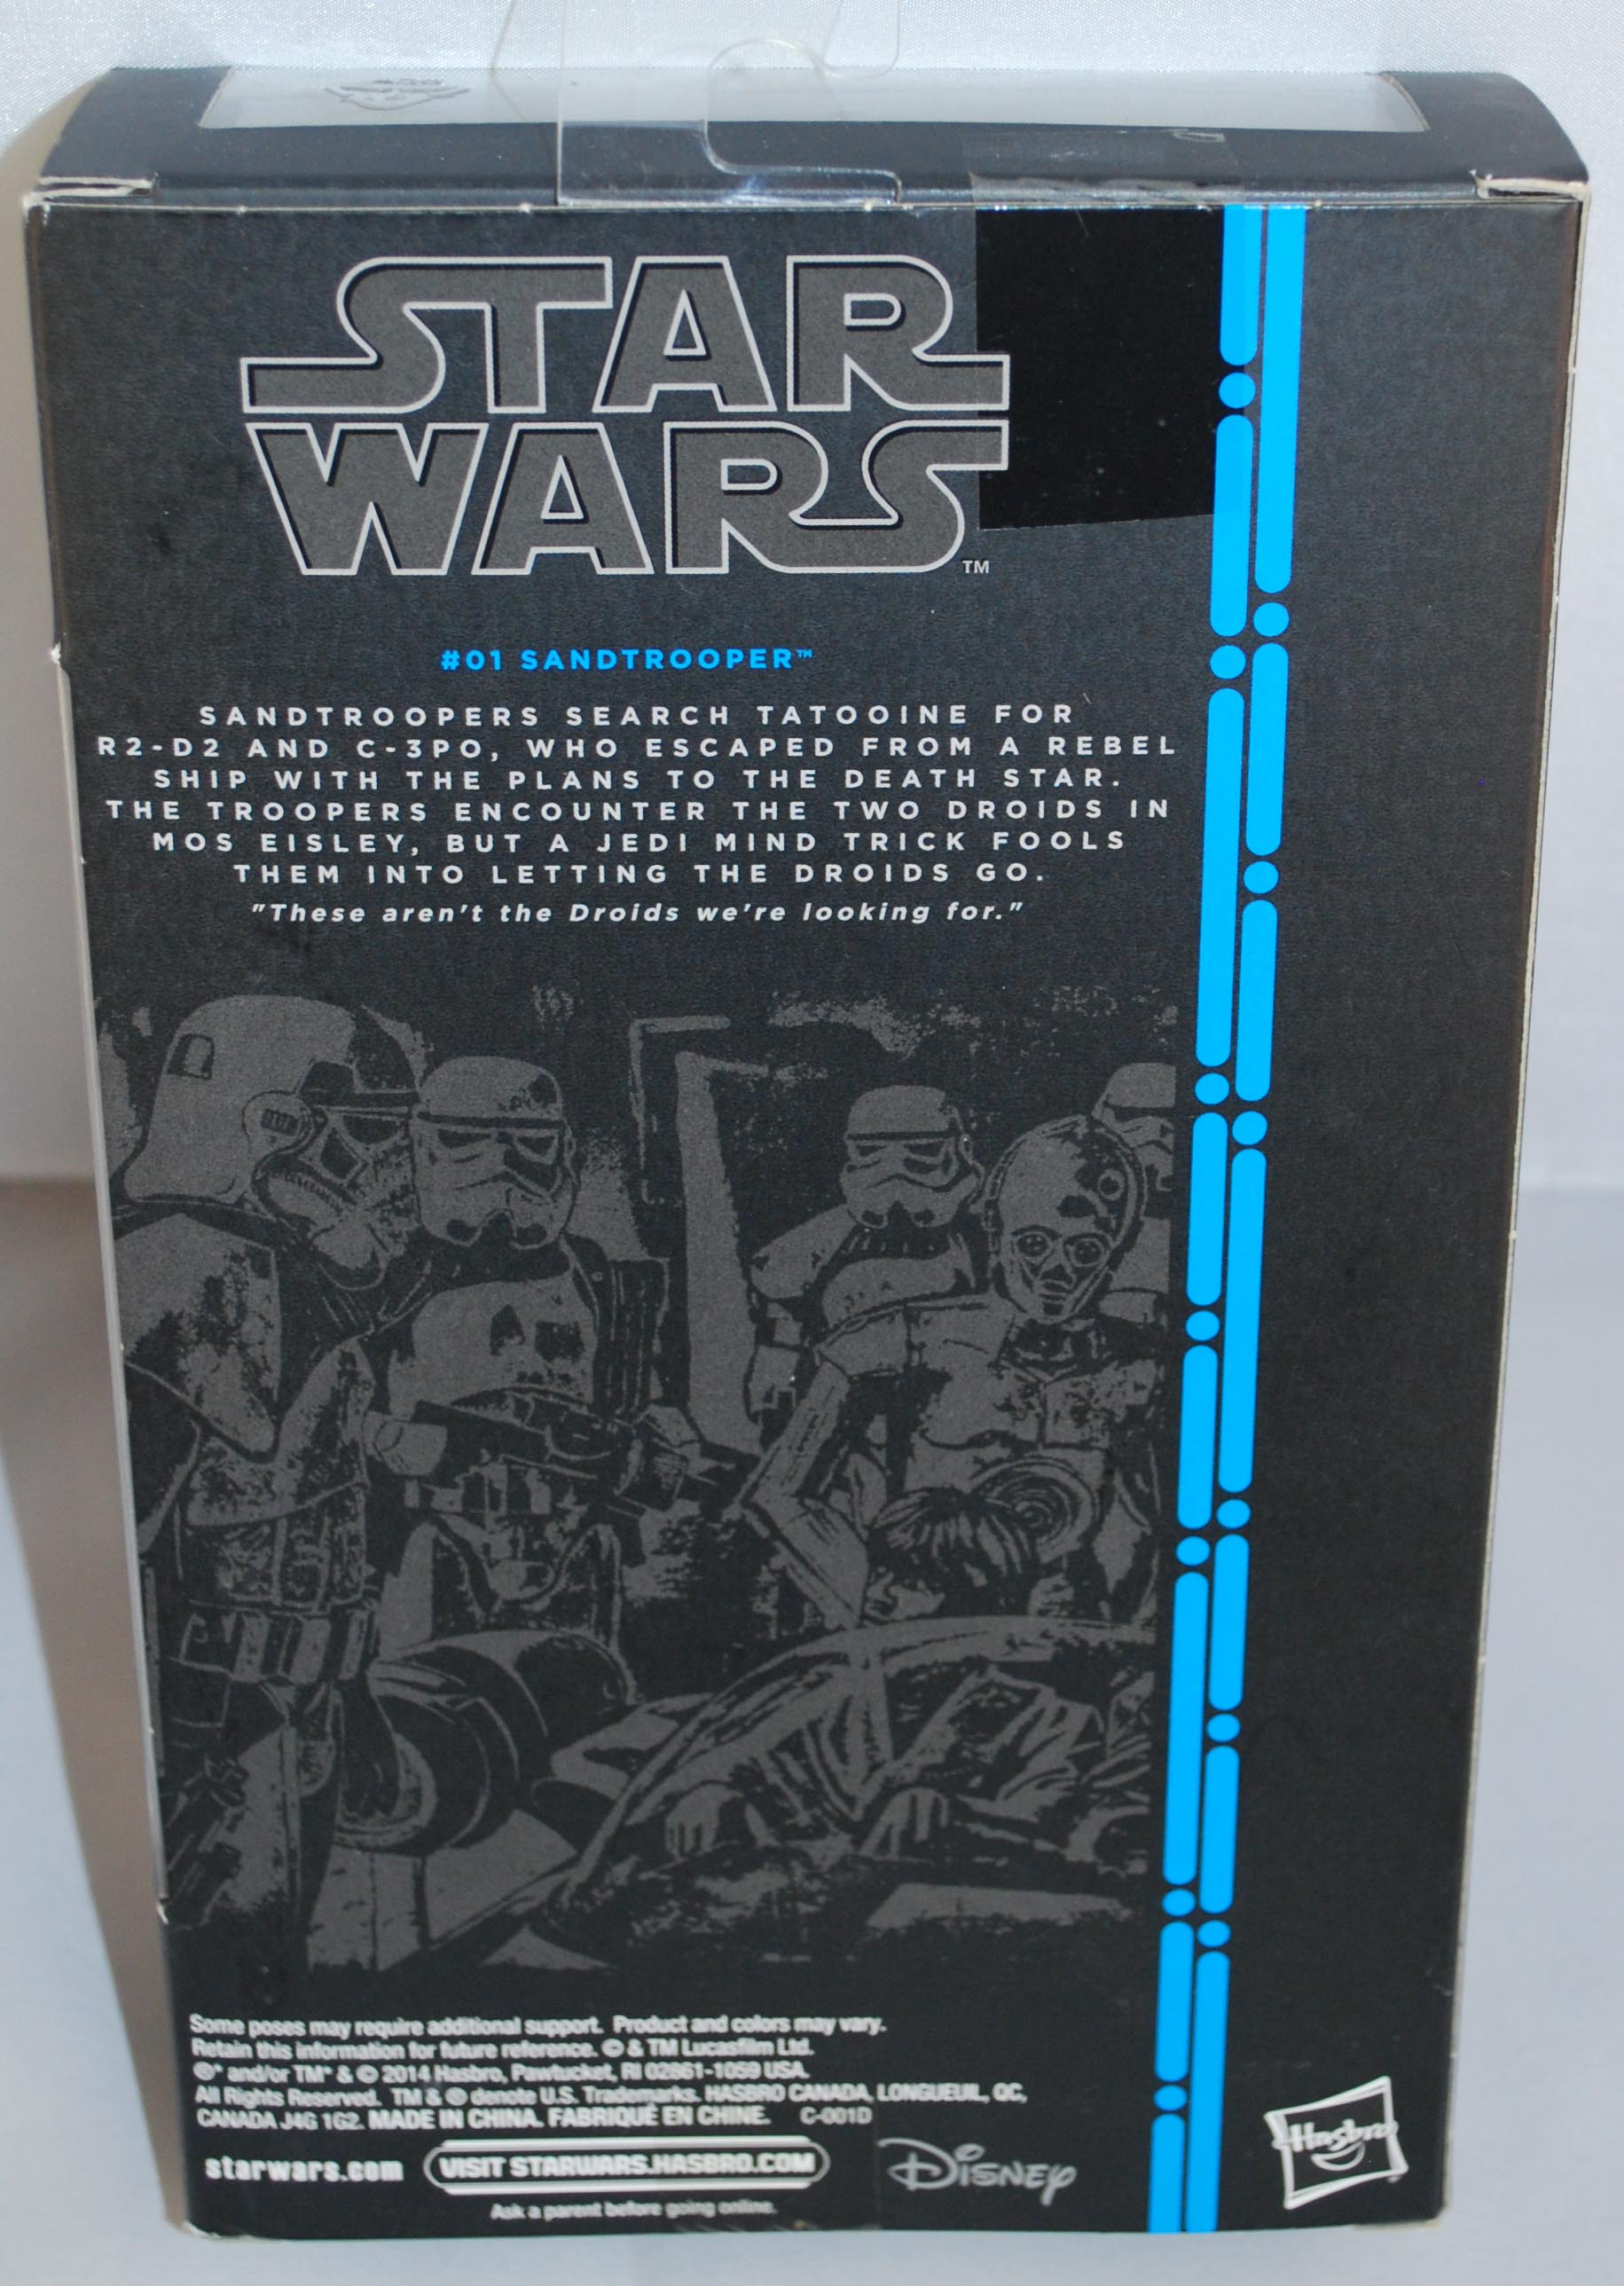 STAR
WARS
TM
#01 SANDTROOPER™
SANDTROOPERS SEARCH TATOOINE FOR
R2-D2 AND C-3PO, WHO ESCAPED FROM A REBEL
SHIP WITH THE PLANS TO THE DEATH STAR.
THE TROOPERS ENCOUNTER THE TWO DROIDS IN
MOS EISLEY, BUT A JEDI MIND TRICK FOOLS
THEM INTO LETTING THE DROIDS GO.
"These aren't the Droids we're looking for."
Some poses may require additional support. Product and colors may vary.
Retain this information for future reference. © & TM Lucasfilm Ltd.
®* and/or TM* & © 2014 Hasbro, Pawtucket, RI 02861-1059 USA.
All Rights Reserved. TM & ® denote U.S. Trademarks. HASBRO CANADA, LONGUEUIL, QC,
CANADA J4G 1G2. MADE IN CHINA. FABRIQUÉ EN CHINE. C-001D
starwars.com VISIT STARWARS.HASBRO.COM DISNEY Hasbro
Ask a parent before going online.